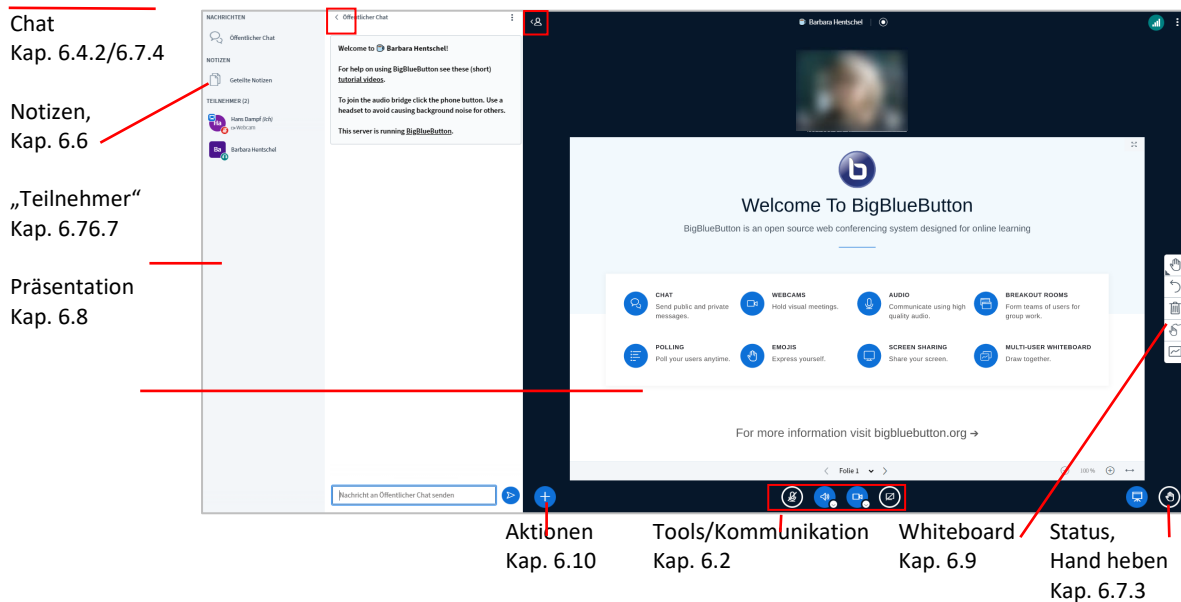 Chat
Kap. 6.4.2/6.7.4
Notizen,
Kap. 6.6
„Teilnehmer“
Kap. 6.76.7
Präsentation
Kap. 6.8
NACHRICHTEN
Öffentlicher Chat
NOTIZEN
Geteilte Notizen
TEILNEHMER (2)
Ha
Hans Dampf (Ich)
Webcam
Ba
Barbara Hentschel
Öffentlicher Chat
Welcome to Barbara Hentschel!
For help on using BigBlueButton see these (short)
tutorial videos.
To join the audio bridge click the phone button. Use a
headset to avoid causing background noise for others.
This server is running BigBlueButton.
Nachricht an Öffentlicher Chat senden
Barbara Hentschel
b
Welcome To BigBlueButton
BigBlueButton is an open source web conferencing system designed for online learning
CHAT
Send public and private
messages.
WEBCAMS
Hold visual meetings.
AUDIO
Communicate using high
quality audio.
BREAKOUT ROOMS
Form teams of users for
group work.
POLLING
Poll your users anytime.
EMOJIS
Express yourself.
SCREEN SHARING
Share your screen.
MULTI-USER WHITEBOARD
Draw together.
For more information visit bigbluebutton.org →
Folie 1
100 %
Aktionen
Kap. 6.10
Tools/Kommunikation
Kap. 6.2
Whiteboard
Kap. 6.9
Status,
Hand heben
Kap. 6.7.3